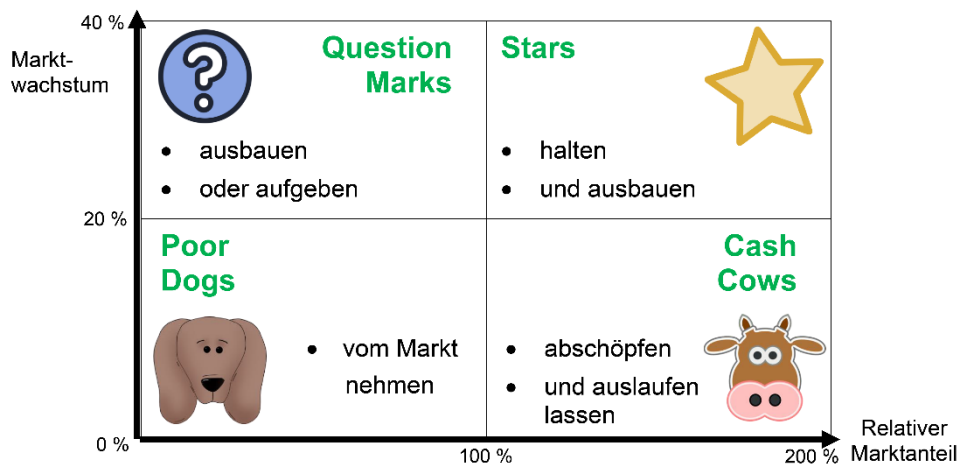 40 %
Markt-
wachstum
?
Question
Marks
• ausbauen
• oder aufgeben
Stars
• halten
• und ausbauen
20 %
Poor
Dogs
• vom Markt
nehmen
Cash
Cows
• abschöpfen
• und auslaufen
lassen
0 %
100 %
200 %
Relativer
Marktanteil